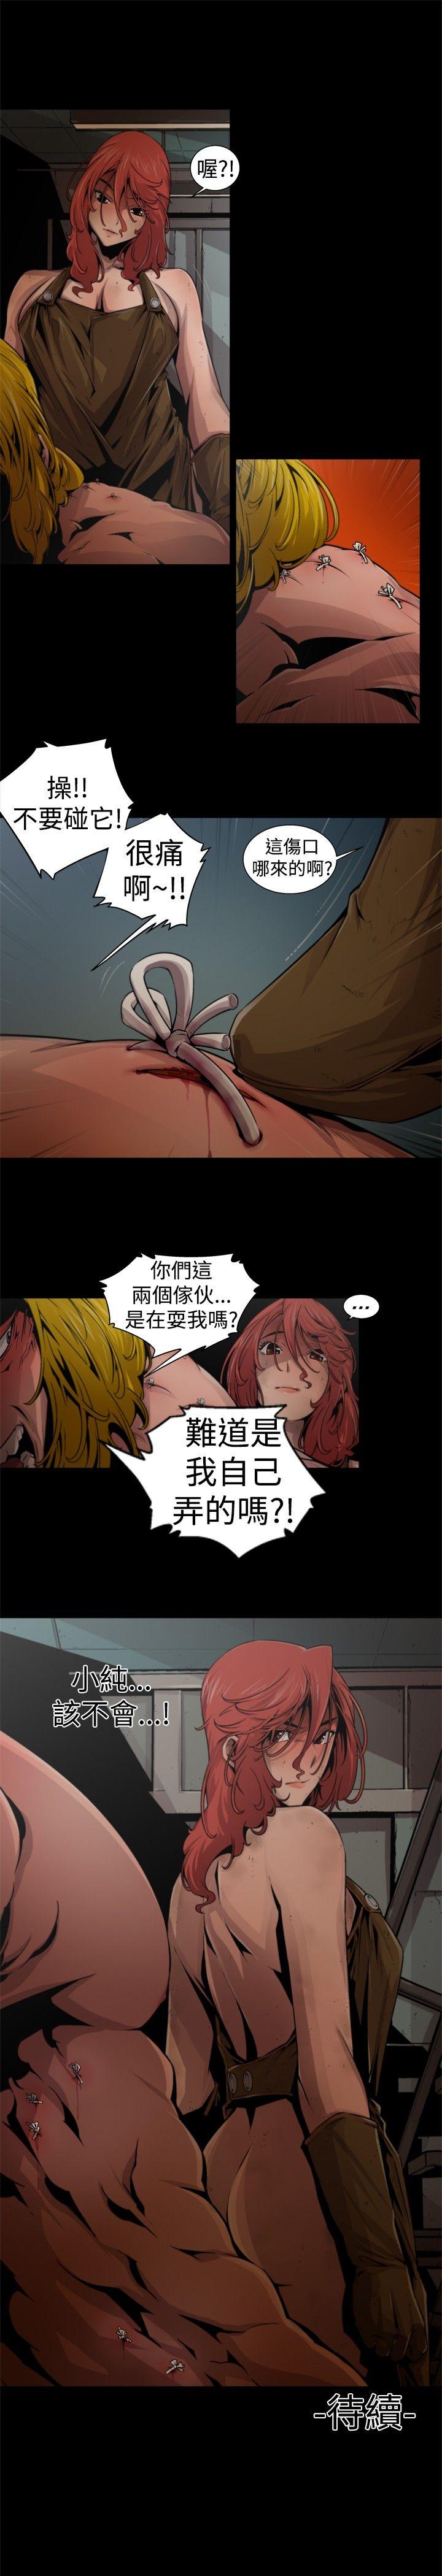 喔?!
操!!
不要碰它!
很痛
啊~!!
這傷口
哪來的啊?
你們這
兩個傢伙...
是在耍我嗎?
...
難道是
我自己
弄的嗎?!
小純...
該不會...!
-待續-